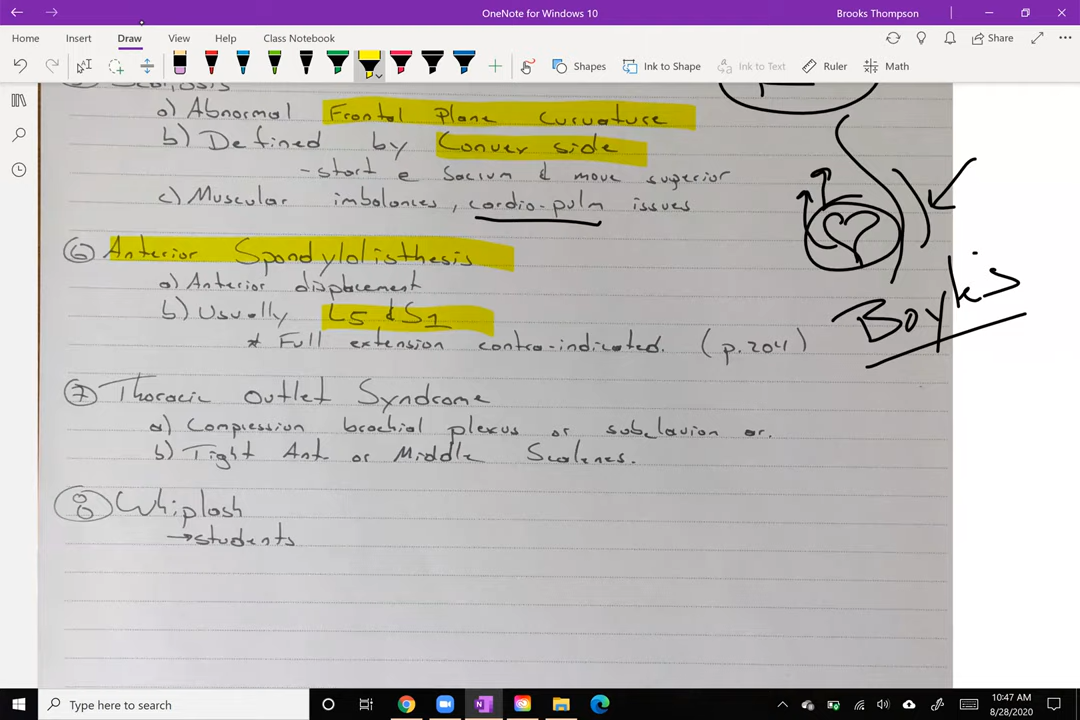 OneNote for Windows 10
Brooks Thompson
Home Insert Draw View Help Class Notebook
Share
Shapes Ink to Shape Ink to Text Ruler Math
a) Abnormal Frontal Plane Curvature
b) Defined by Convex side
- start @ Sacrum & move superior
c) Muscular imbalances, cardio-pulm issues
⑥ Anterior Spondylolisthesis
a) Anterior displacement
b) Usually L5 & S1
* Full extension contra-indicated. (p.204)
Boyles
⑦ Thoracic Outlet Syndrome
a) Compression brachial plexus or subclavian ar.
b) Tight Ant or Middle Scalenes.
⑧ Whiplash
→students
Type here to search
10:47 AM
8/28/2020